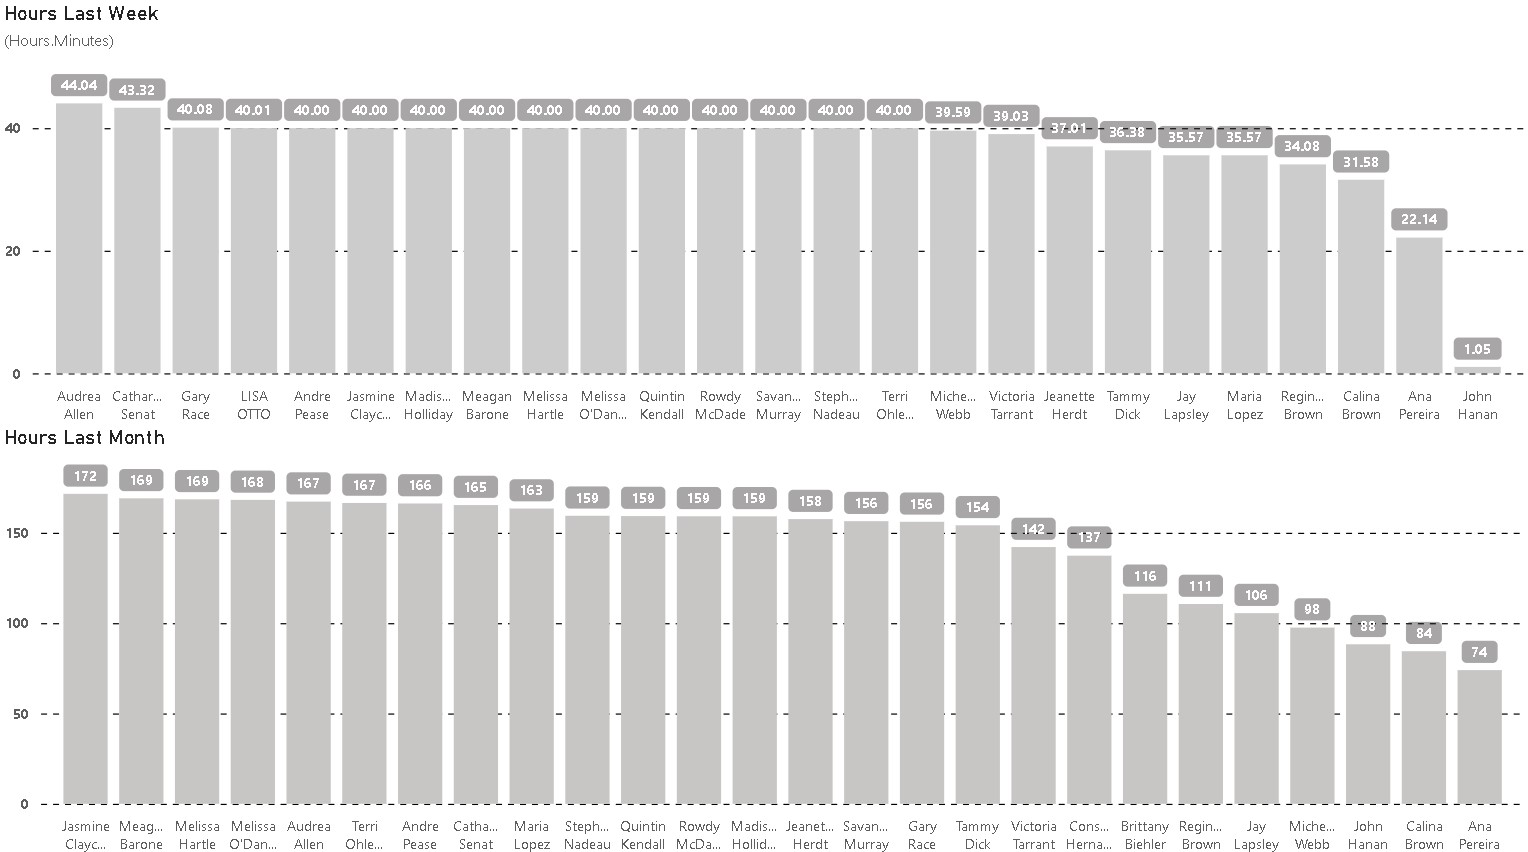 Hours Last Week
(Hours.Minutes)
44.04 43.32 40.08 40.01 40.00 40.00 40.00 40.00 40.00 40.00 40.00 40.00 40.00 40.00 40.00 39.59 39.03 37.01 36.38 35.57 35.57 34.08 31.58 22.14 1.05
40
20
0
Audrea Cathar... Gary LISA Andre Jasmine Madis... Meagan Melissa Melissa Quintin Rowdy Savan... Steph... Terri Miche... Victoria Jeanette Tammy Jay Maria Regin... Calina Ana John
Allen Senat Race OTTO Pease Clayc... Holliday Barone Hartle O'Dan... Kendall McDade Murray Nadeau Ohle... Webb Tarrant Herdt Dick Lapsley Lopez Brown Brown Pereira Hanan
Hours Last Month
172 169 169 168 167 167 166 165 163 159 159 159 159 158 156 156 154 142 137 116 111 106 98 88 84 74
150
100
50
0
Jasmine Meag... Melissa Melissa Audrea Terri Andre Catha... Maria Steph... Quintin Rowdy Madis... Jeanet... Savan... Gary Tammy Victoria Cons... Brittany Regin... Jay Miche... John Calina Ana
Clayc... Barone Hartle O'Dan... Allen Ohle... Pease Senat Lopez Nadeau Kendall McDa... Hollid... Herdt Murray Race Dick Tarrant Herna... Biehler Brown Lapsley Webb Hanan Brown Pereira